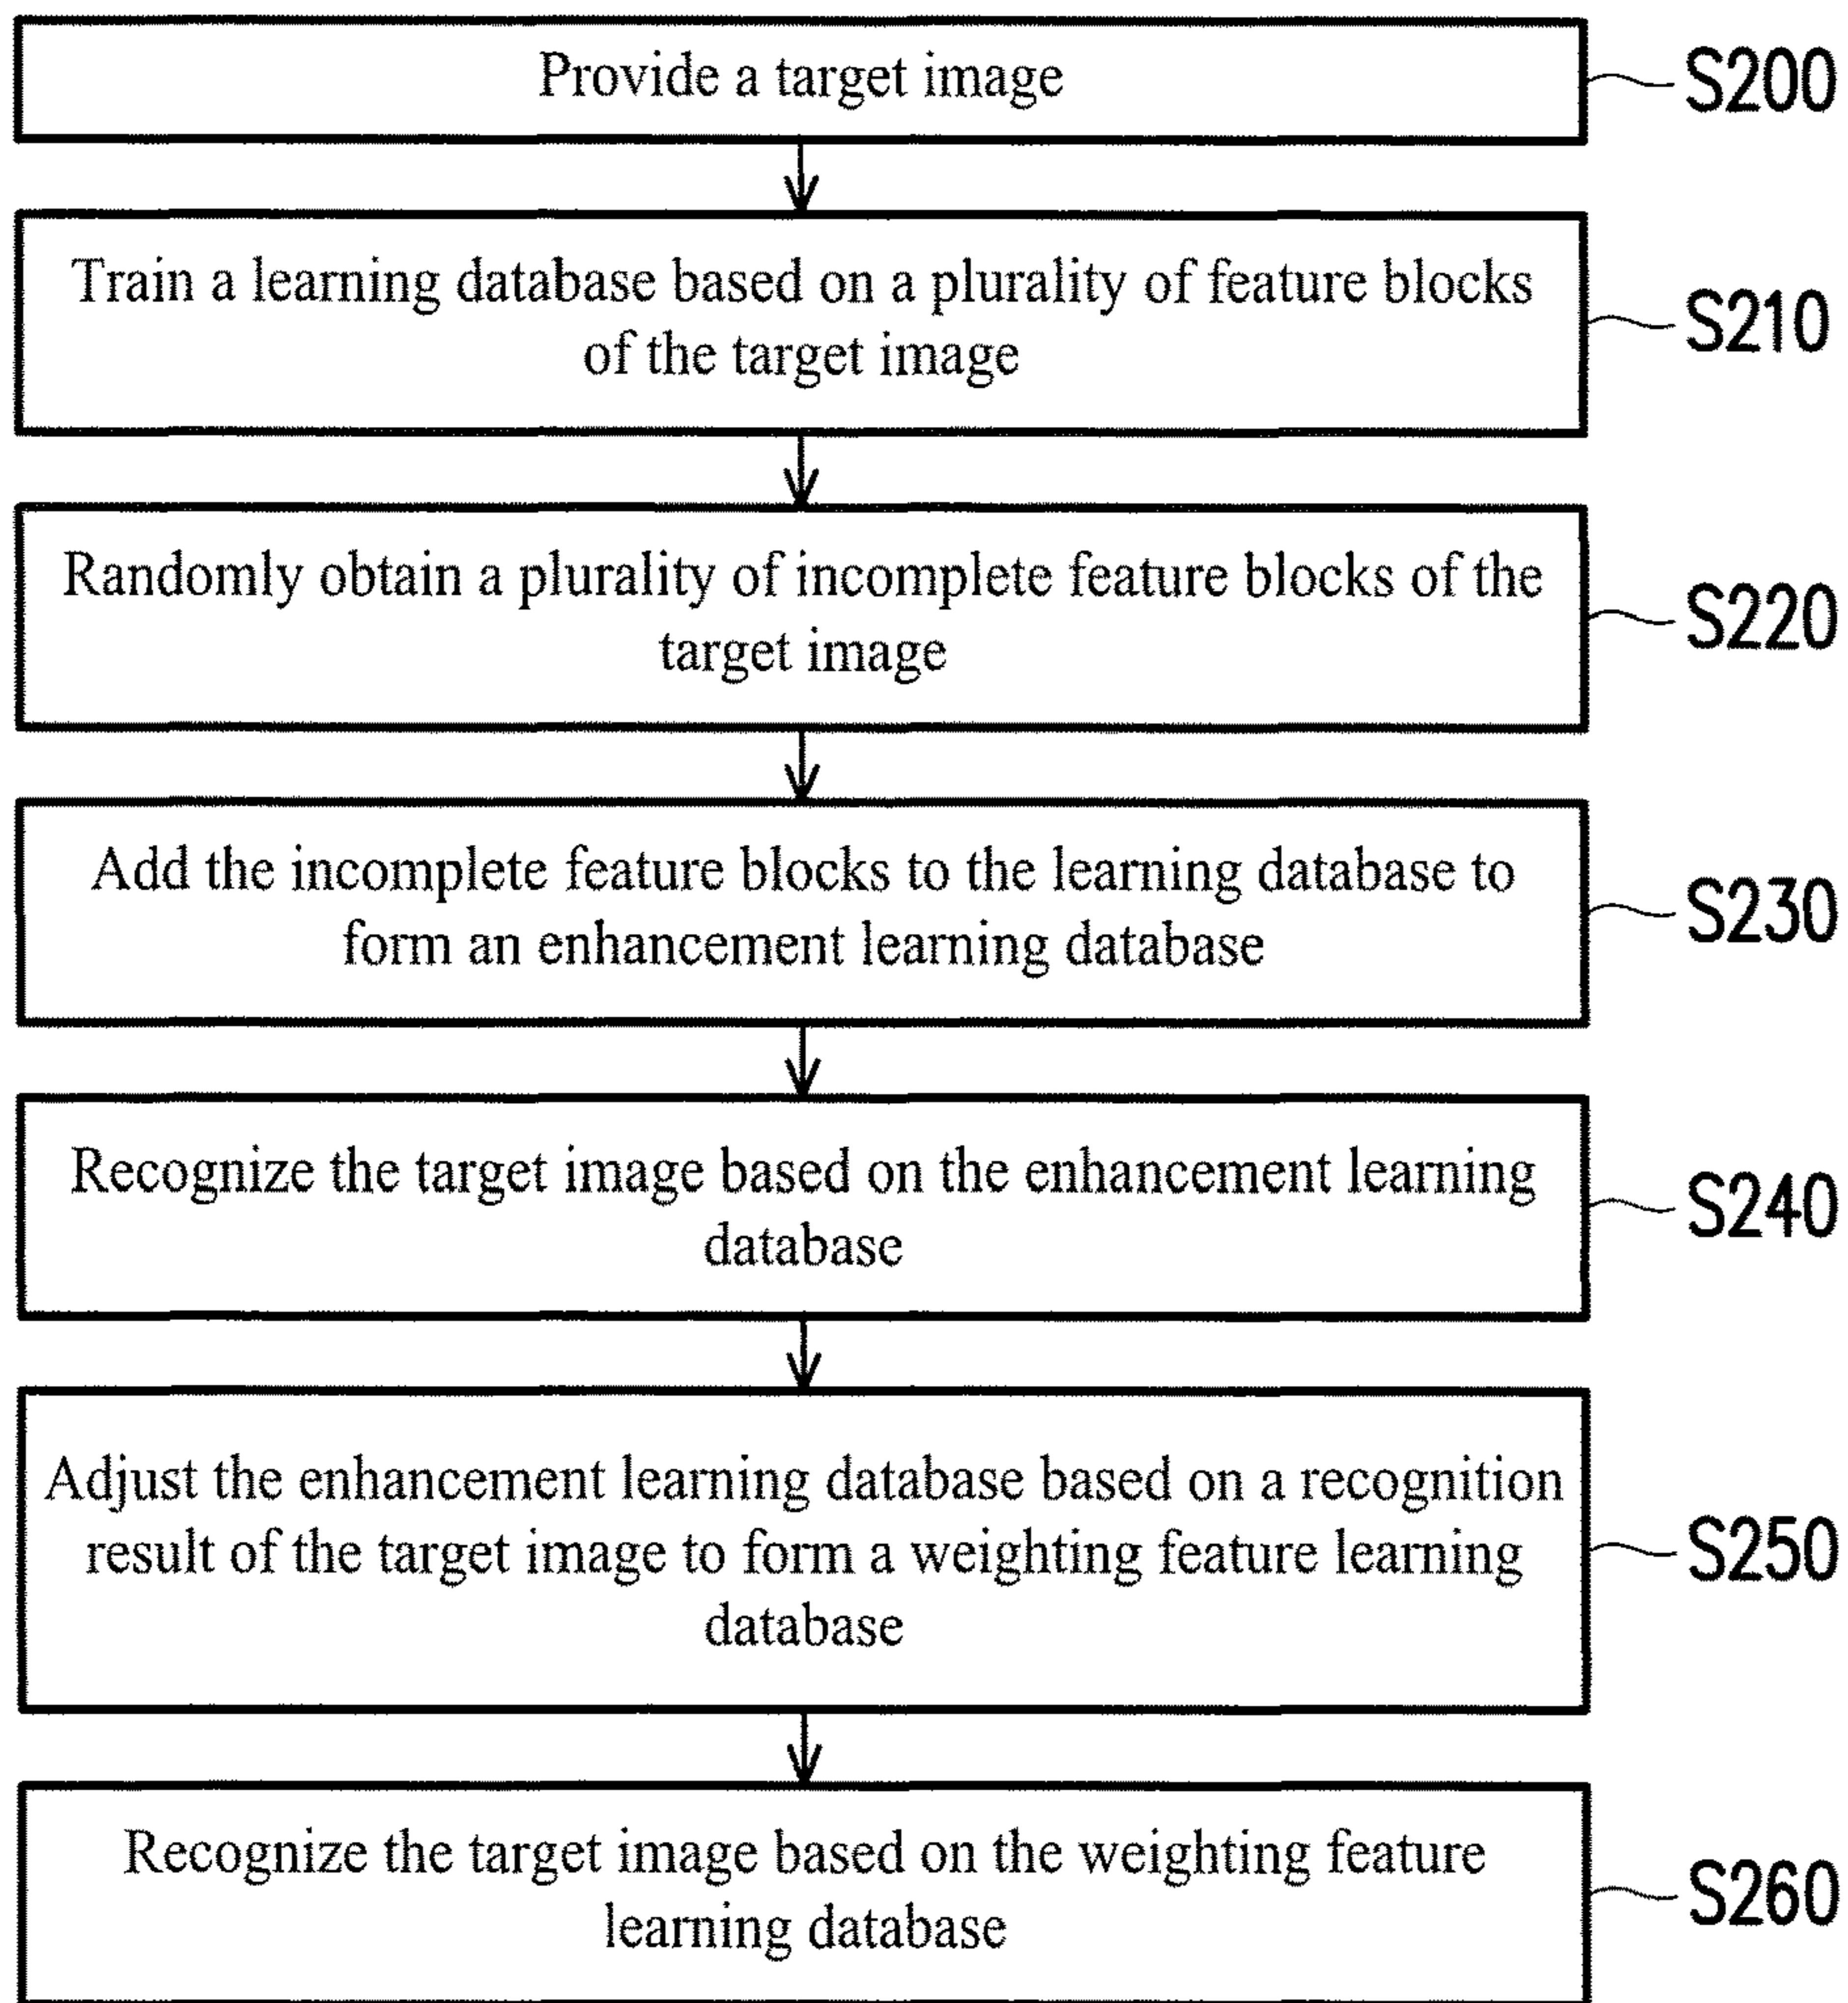 Provide a target image
S200
Train a learning database based on a plurality of feature blocks
of the target image
S210
Randomly obtain a plurality of incomplete feature blocks of the
target image
S220
Add the incomplete feature blocks to the learning database to
form an enhancement learning database
S230
Recognize the target image based on the enhancement learning
database
S240
Adjust the enhancement learning database based on a recognition
result of the target image to form a weighting feature learning
database
S250
Recognize the target image based on the weighting feature
learning database
S260